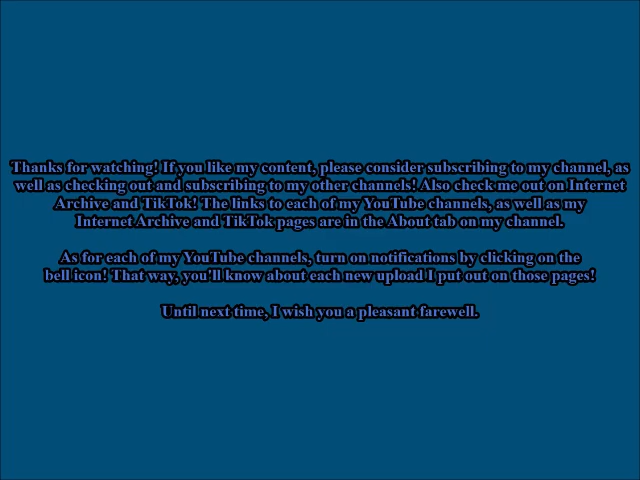 Thanks for watching! If you like my content, please consider subscribing to my channel, as
well as checking out and subscribing to my other channels! Also check me out on Internet
Archive and TikTok! The links to each of my YouTube channels, as well as my
Internet Archive and TikTok pages are in the About tab on my channel.
As for each of my YouTube channels, turn on notifications by clicking on the
bell icon! That way, you'll know about each new upload I put out on those pages!
Until next time, I wish you a pleasant farewell.